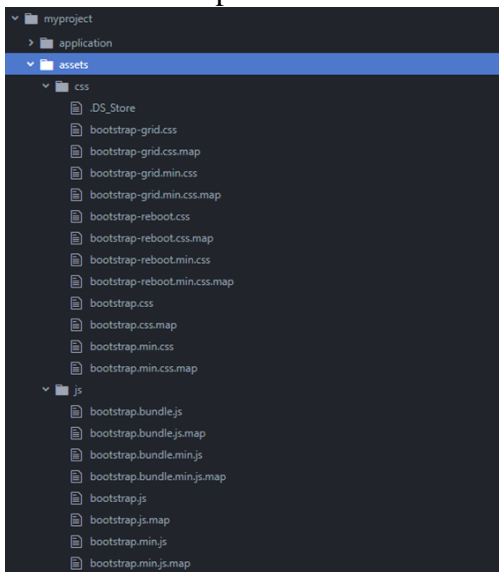 myproject
application
assets
css
.DS_Store
bootstrap-grid.css
bootstrap-grid.css.map
bootstrap-grid.min.css
bootstrap-grid.min.css.map
bootstrap-reboot.css
bootstrap-reboot.css.map
bootstrap-reboot.min.css
bootstrap-reboot.min.css.map
bootstrap.css
bootstrap.css.map
bootstrap.min.css
bootstrap.min.css.map
js
bootstrap.bundle.js
bootstrap.bundle.js.map
bootstrap.bundle.min.js
bootstrap.bundle.min.js.map
bootstrap.js
bootstrap.js.map
bootstrap.min.js
bootstrap.min.js.map